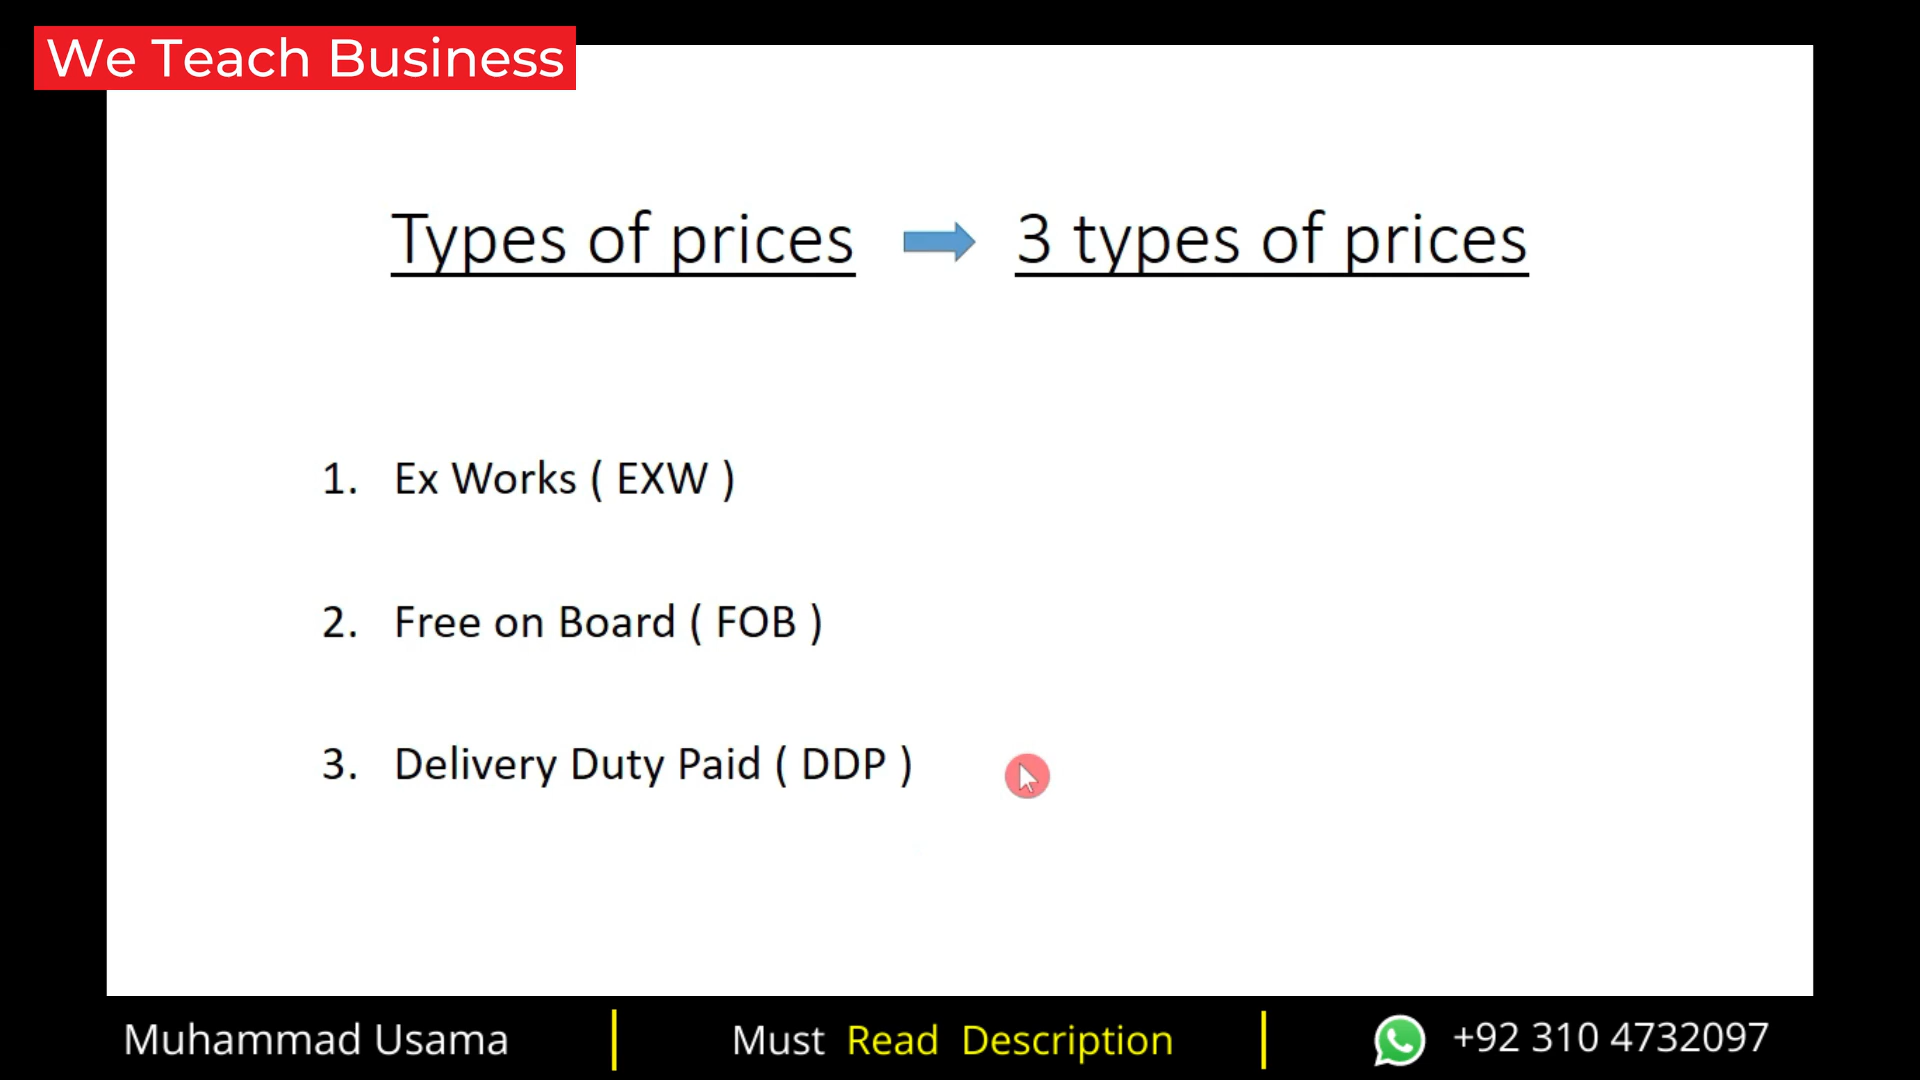 We Teach Business
Types of prices 3 types of prices
1. Ex Works ( EXW )
2. Free on Board ( FOB )
3. Delivery Duty Paid ( DDP )
Muhammad Usama | Must Read Description | +92 310 4732097